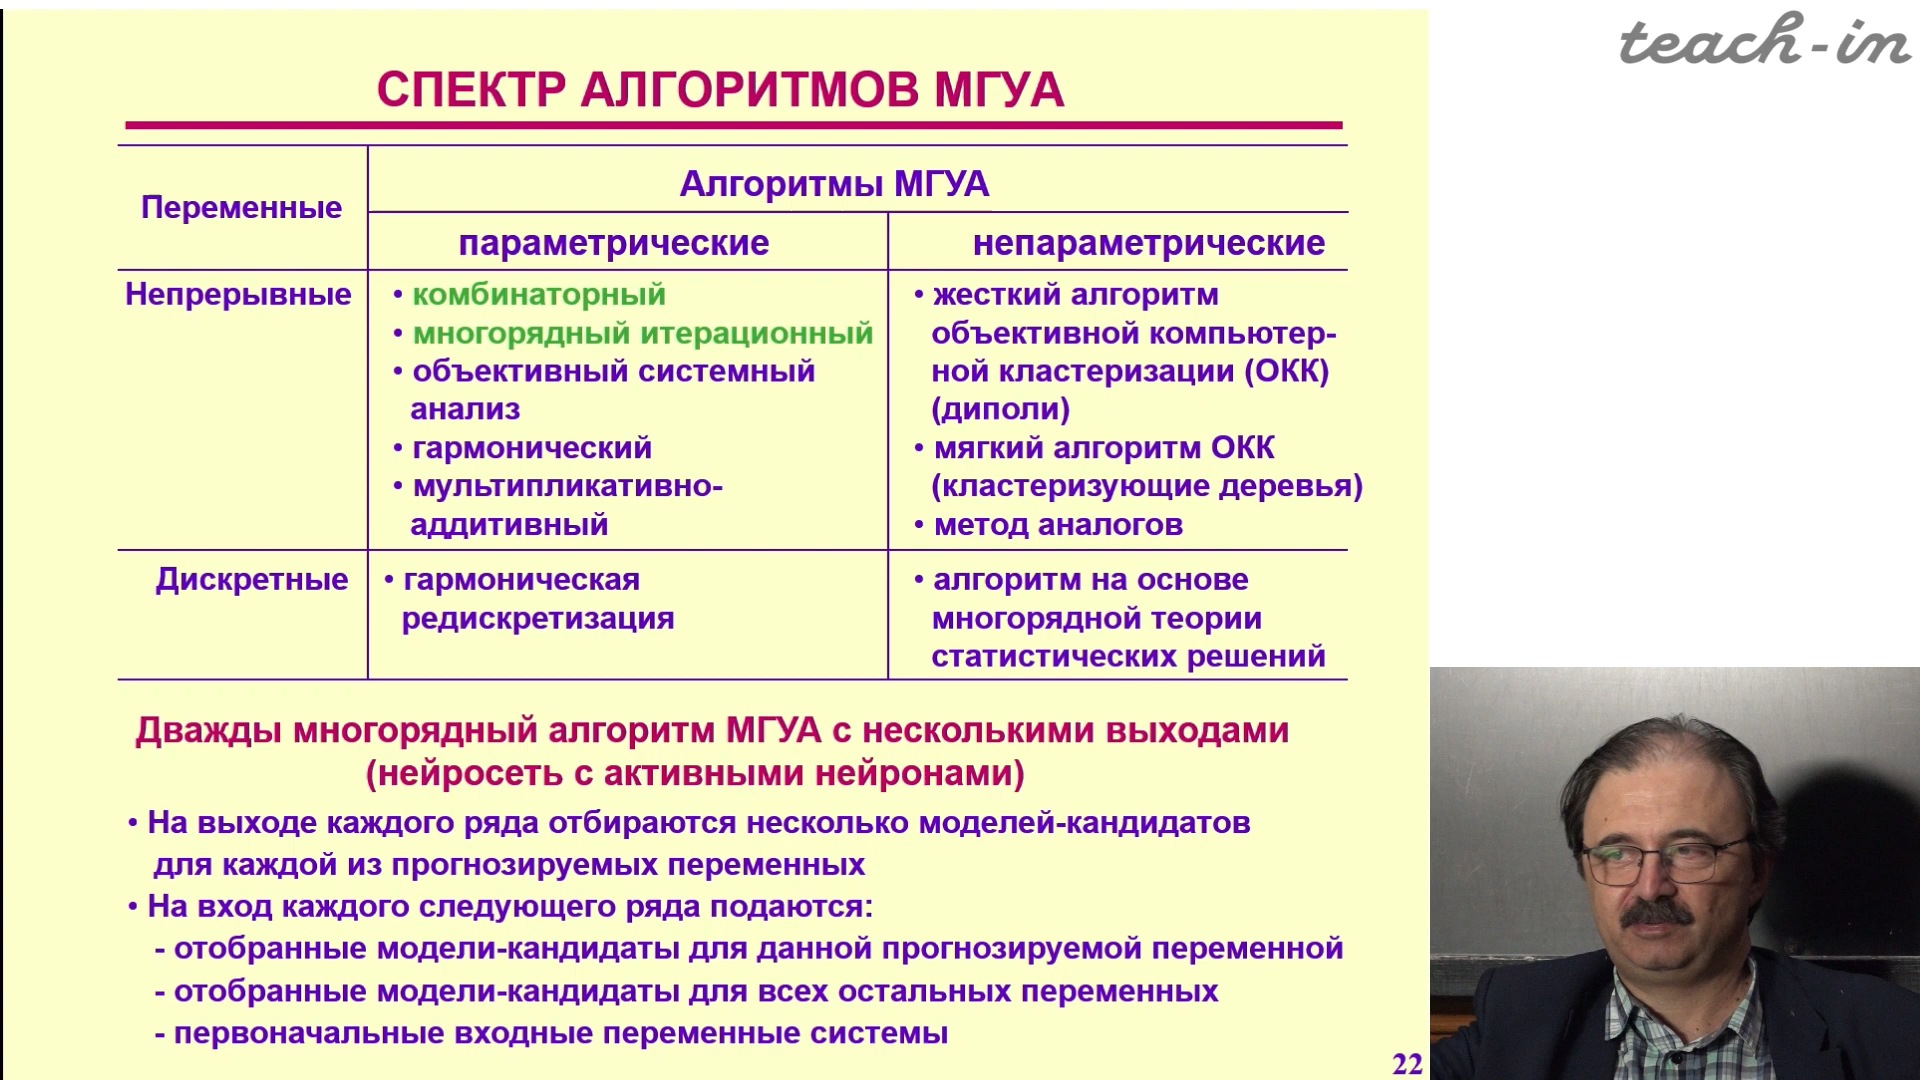 teach-in
СПЕКТР АЛГОРИТМОВ МГУА
Переменные
Алгоритмы МГУА
параметрические
непараметрические
Непрерывные
• комбинаторный
• многорядный итерационный
• объективный системный
анализ
• гармонический
• мультипликативно-
аддитивный
• жесткий алгоритм
объективной компьютер-
ной кластеризации (ОКК)
(диполи)
• мягкий алгоритм ОКК
(кластеризующие деревья)
• метод аналогов
Дискретные
• гармоническая
редискретизация
• алгоритм на основе
многорядной теории
статистических решений
Дважды многорядный алгоритм МГУА с несколькими выходами
(нейросеть с активными нейронами)
• На выходе каждого ряда отбираются несколько моделей-кандидатов
для каждой из прогнозируемых переменных
• На вход каждого следующего ряда подаются:
- отобранные модели-кандидаты для данной прогнозируемой переменной
- отобранные модели-кандидаты для всех остальных переменных
- первоначальные входные переменные системы
22